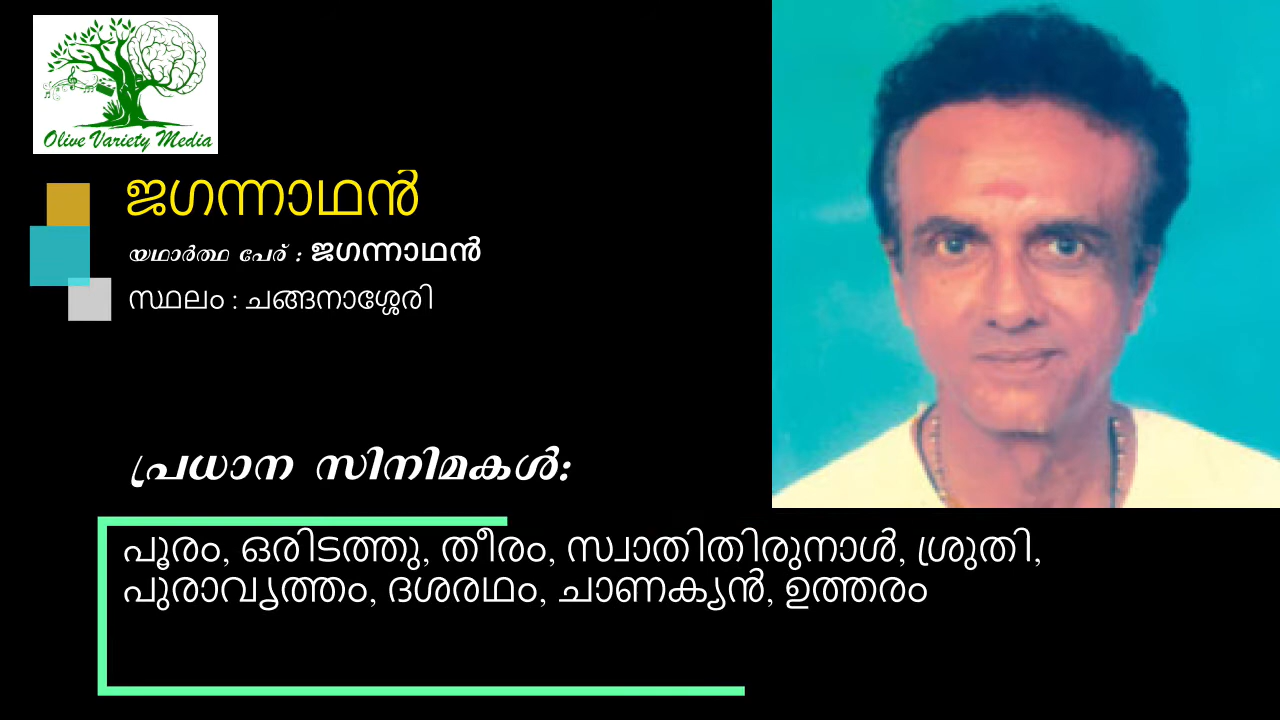 Olive Variety Media
ജഗന്നാഥൻ
യഥാർത്ഥ പേര് : ജഗന്നാഥൻ
സ്ഥലം : ചങ്ങനാശ്ശേരി
പ്രധാന സിനിമകൾ:
പൂരം, ഒരിടത്തു, തീരം, സ്വാതിതിരുനാൾ, ശ്രുതി,
പുരാവൃത്തം, ദശരഥം, ചാണക്യൻ, ഉത്തരം